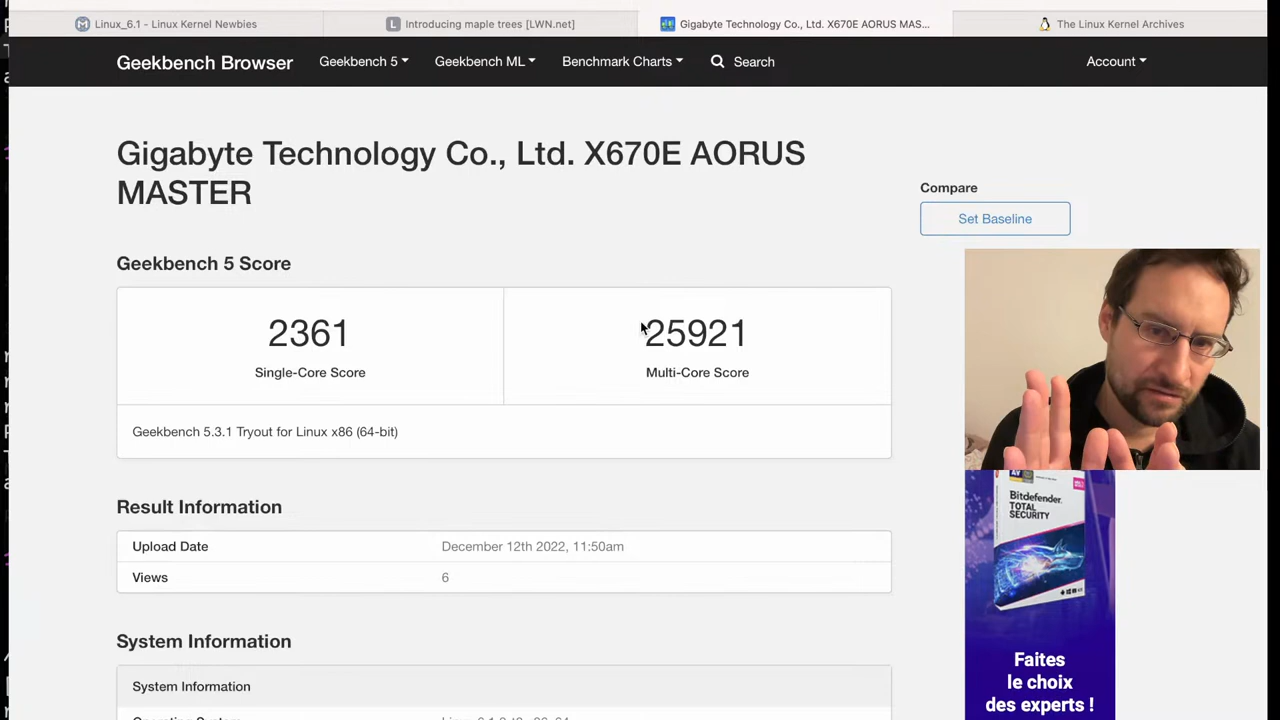 Linux_6.1 - Linux Kernel Newbies
Introducing maple trees [LWN.net]
Gigabyte Technology Co., Ltd. X670E AORUS MAS...
The Linux Kernel Archives
Geekbench Browser
Geekbench 5
Geekbench ML
Benchmark Charts
Search
Account
Gigabyte Technology Co., Ltd. X670E AORUS
MASTER
Compare
Set Baseline
Geekbench 5 Score
2361
25921
Single-Core Score
Multi-Core Score
Geekbench 5.3.1 Tryout for Linux x86 (64-bit)
Result Information
Upload Date
December 12th 2022, 11:50am
Views
6
System Information
System Information
Bitdefender
TOTAL
SECURITY
Faites
le choix
des experts !